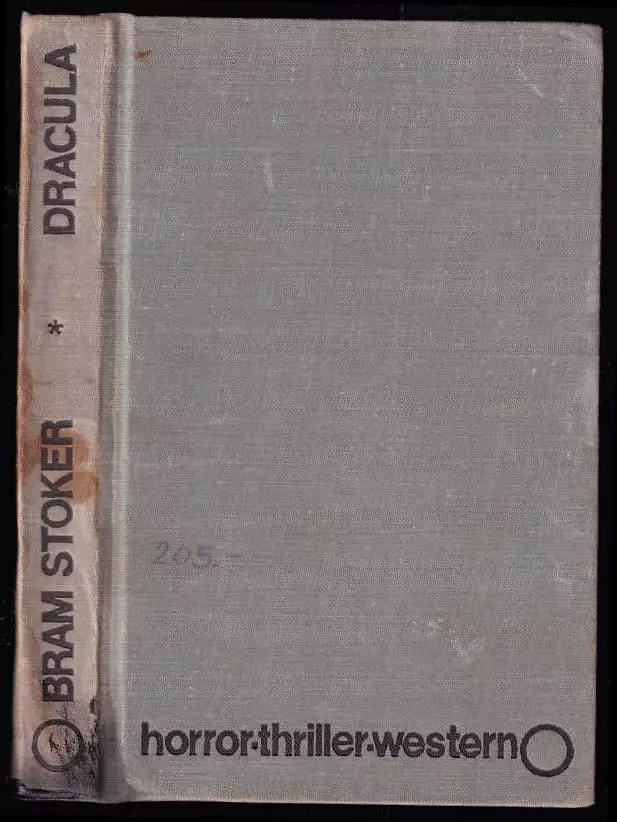 BRAM STOKER * DRACULA
205.-
horror·thriller·western